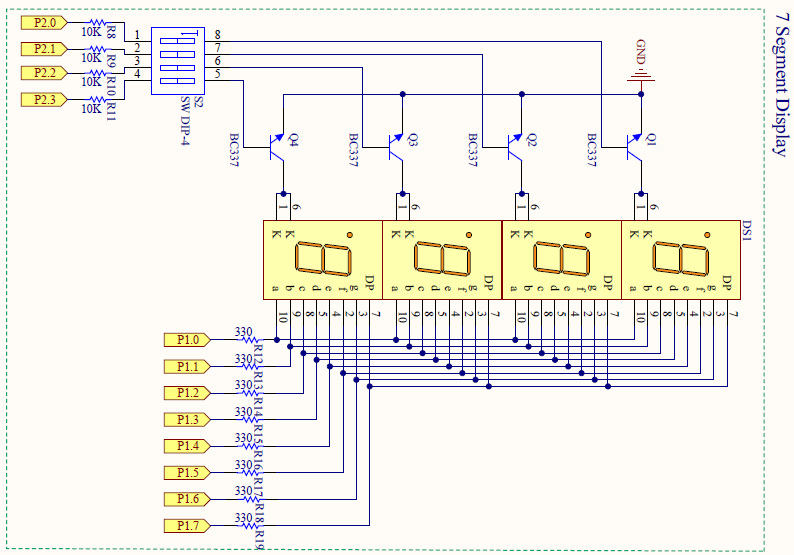 7 Segment Display
P2.0
10K
R8
P2.1
10K
R9
P2.2
10K
R10
P2.3
10K
R11
1
2
3
4
8
7
6
5
S2
SW DIP-4
GND
BC337
Q4
BC337
Q3
BC337
Q2
BC337
Q1
1 6 1 6 1 6 1 6
DS1
K K K K K K K K
a b c d e f g DP a b c d e f g DP a b c d e f g DP a b c d e f g DP
10 9 8 5 4 2 3 7 10 9 8 5 4 2 3 7 10 9 8 5 4 2 3 7 10 9 8 5 4 2 3 7
P1.0
330
R12
P1.1
330
R13
P1.2
330
R14
P1.3
330
R15
P1.4
330
R16
P1.5
330
R17
P1.6
330
R18
P1.7
330
R19